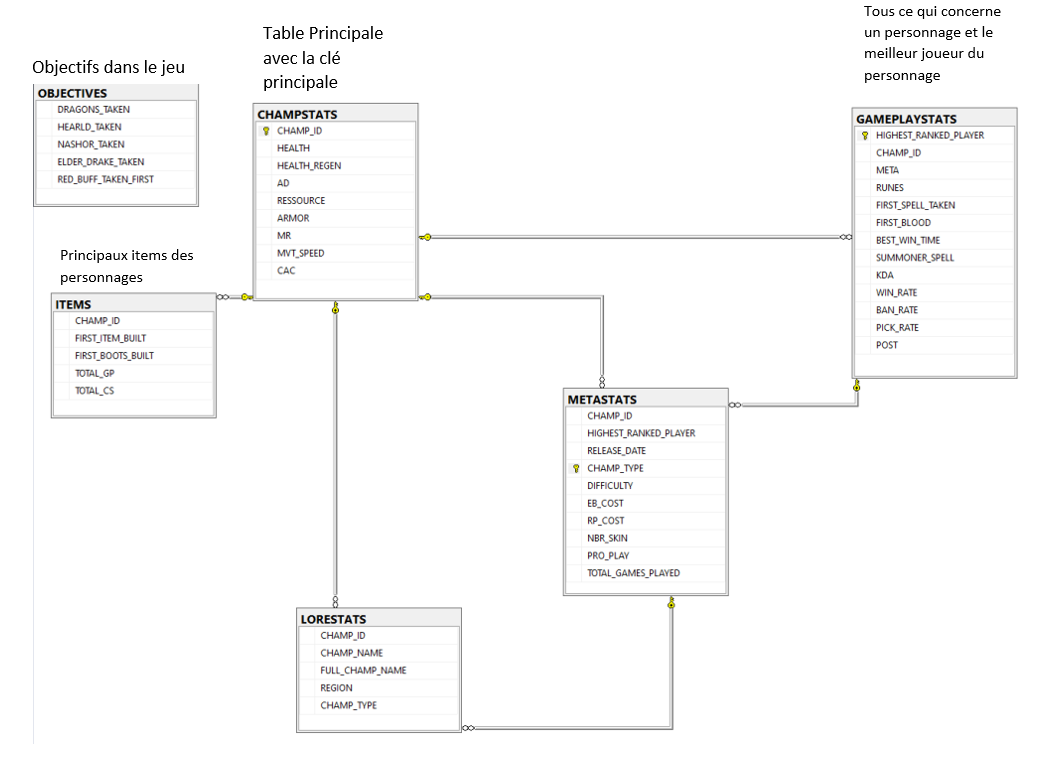 Objectifs dans le jeu
OBJECTIVES
DRAGONS_TAKEN
HEARLD_TAKEN
NASHOR_TAKEN
ELDER_DRAKE_TAKEN
RED_BUFF_TAKEN_FIRST
Table Principale
avec la clé
principale
CHAMPSTATS
CHAMP_ID
HEALTH
HEALTH_REGEN
AD
RESSOURCE
ARMOR
MR
MVT_SPEED
CAC
Tous ce qui concerne
un personnage et le
meilleur joueur du
personnage
GAMEPLAYSTATS
HIGHEST_RANKED_PLAYER
CHAMP_ID
META
RUNES
FIRST_SPELL_TAKEN
FIRST_BLOOD
BEST_WIN_TIME
SUMMONER_SPELL
KDA
WIN_RATE
BAN_RATE
PICK_RATE
POST
Principaux items des
personnages
ITEMS
CHAMP_ID
FIRST_ITEM_BUILT
FIRST_BOOTS_BUILT
TOTAL_GP
TOTAL_CS
METASTATS
CHAMP_ID
HIGHEST_RANKED_PLAYER
RELEASE_DATE
CHAMP_TYPE
DIFFICULTY
EB_COST
RP_COST
NBR_SKIN
PRO_PLAY
TOTAL_GAMES_PLAYED
LORESTATS
CHAMP_ID
CHAMP_NAME
FULL_CHAMP_NAME
REGION
CHAMP_TYPE